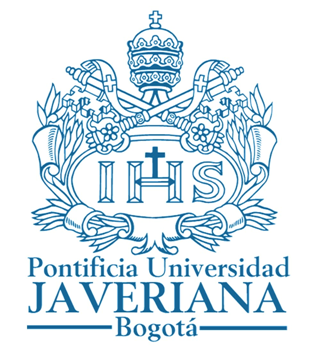 IHS
Pontificia Universidad
JAVERIANA
Bogotá